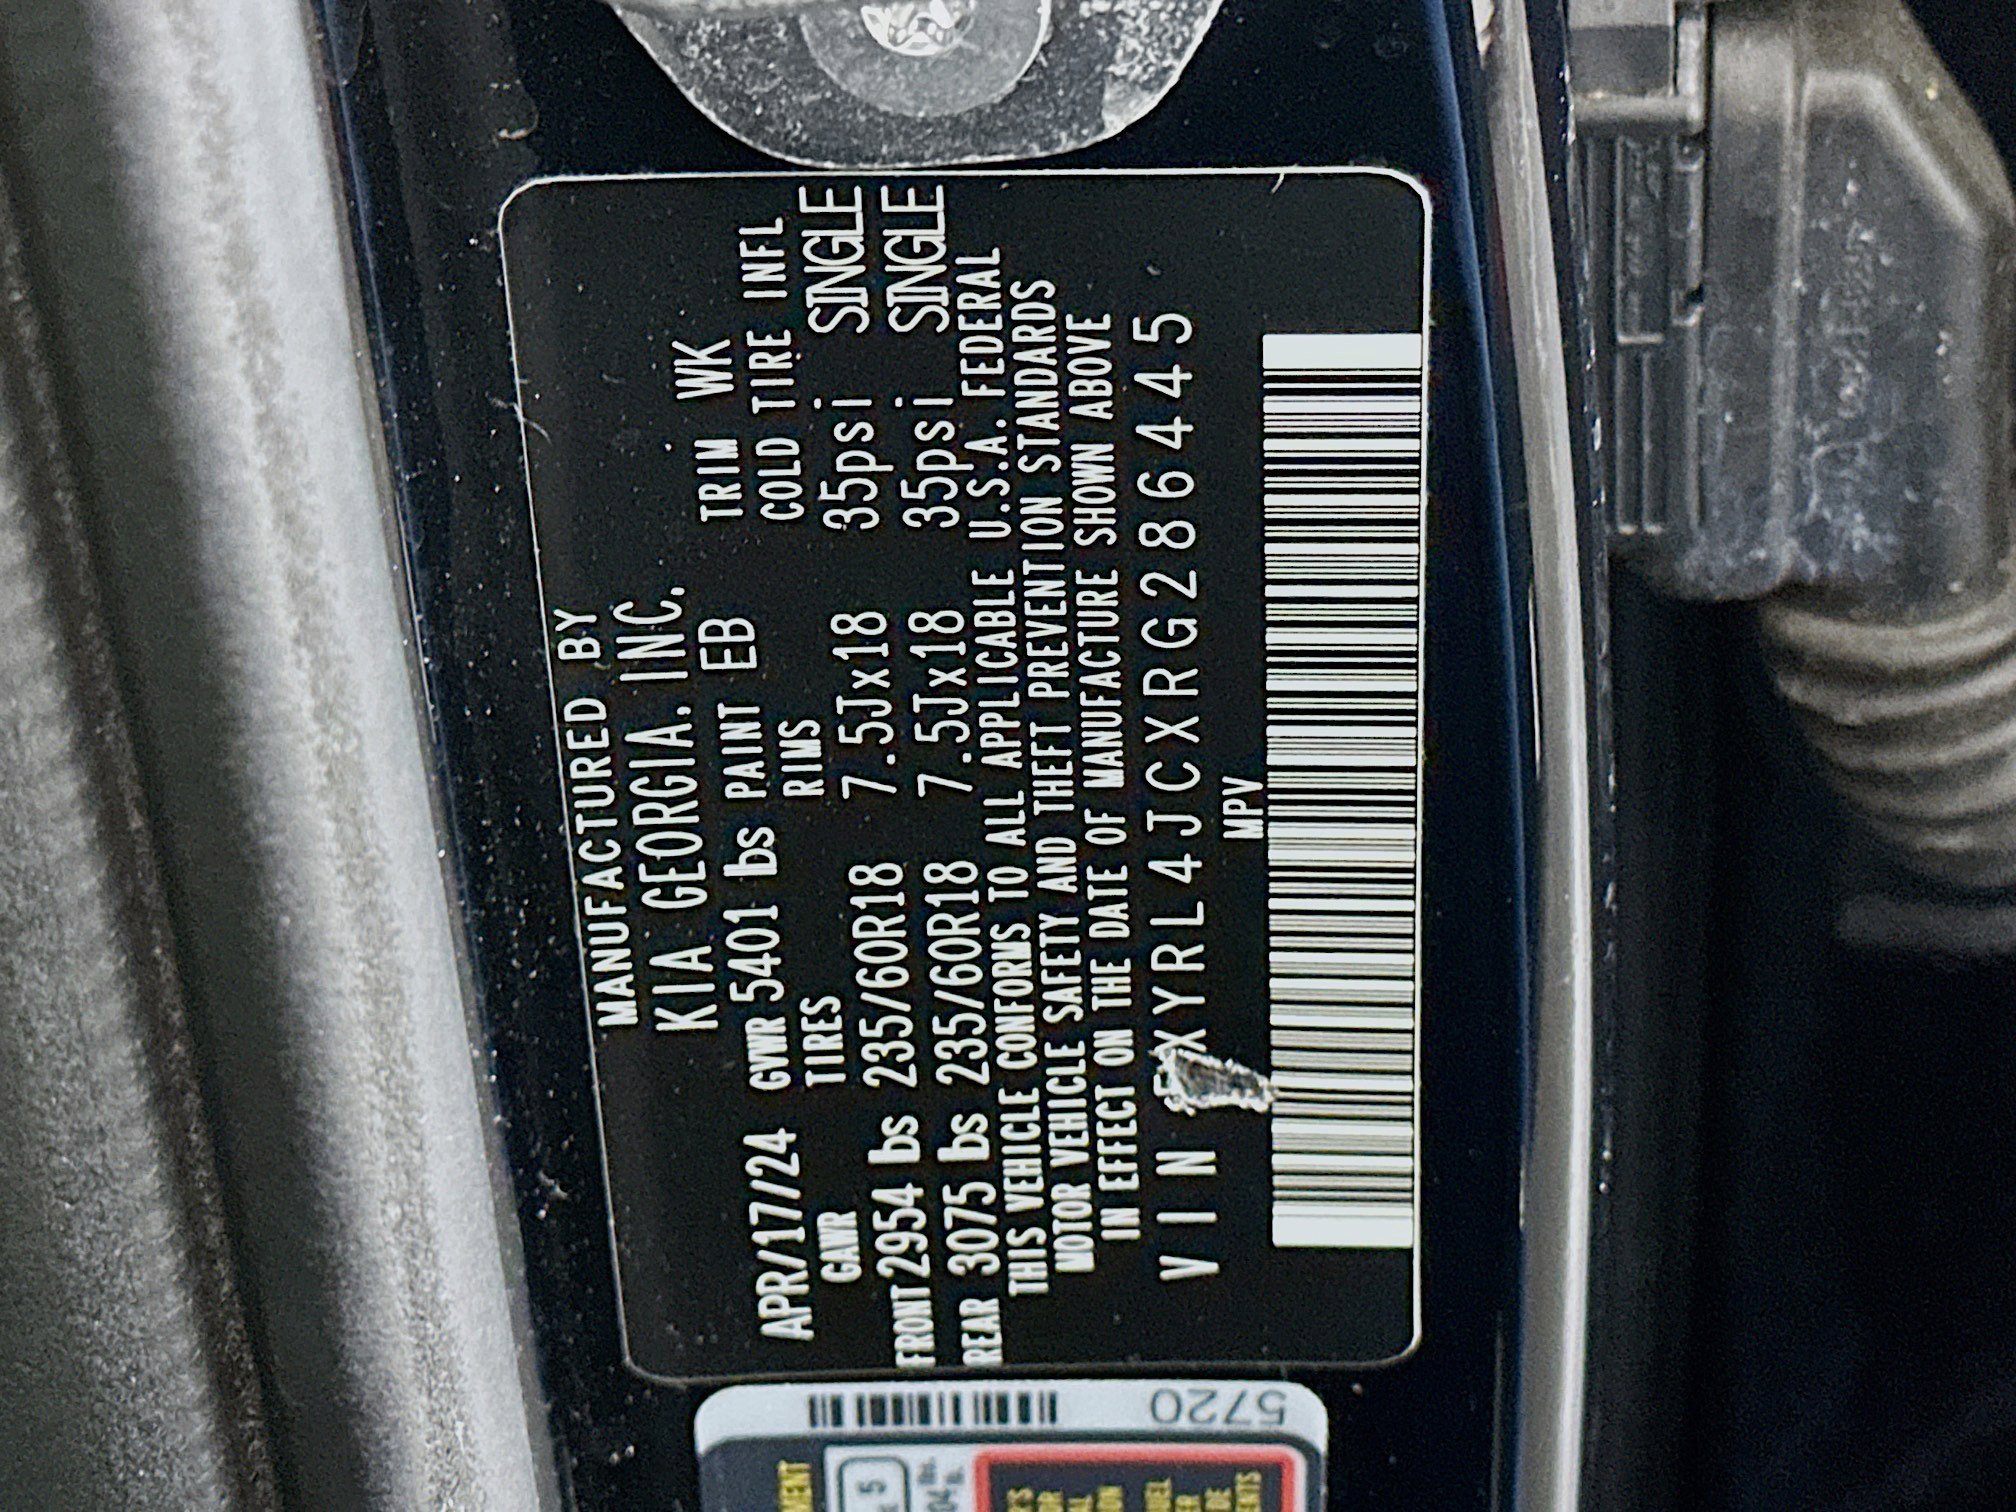 MANUFACTURED BY
KIA GEORGIA. INC.
APR/17/24 GVWR 5401 lbs PAINT EB TRIM WK
GAWR TIRES RIMS COLD TIRE INFL
FRONT 2954 lbs 235/60R18 7.5Jx18 35psi SINGLE
REAR 3075 lbs 235/60R18 7.5Jx18 35psi SINGLE
THIS VEHICLE CONFORMS TO ALL APPLICABLE U.S.A. FEDERAL
MOTOR VEHICLE SAFETY AND THEFT PREVENTION STANDARDS
IN EFFECT ON THE DATE OF MANUFACTURE SHOWN ABOVE
VIN 5XYRL4JCXRG286445
MPV
5720
5